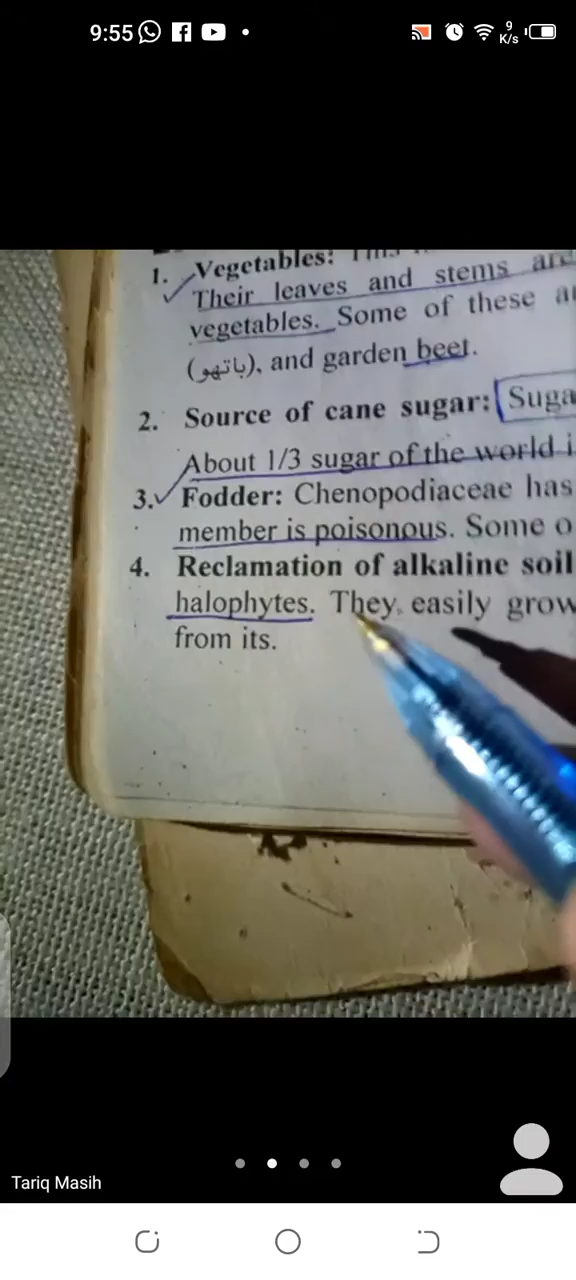 9:55
9
K/s
1. Vegetables:
Their leaves and stems are
vegetables. Some of these
(باتھو), and garden beet.
2. Source of cane sugar: Suga
About 1/3 sugar of the world i
3. Fodder: Chenopodiaceae has
member is poisonous. Some o
4. Reclamation of alkaline soil
halophytes. They easily grow
from its.
Tariq Masih